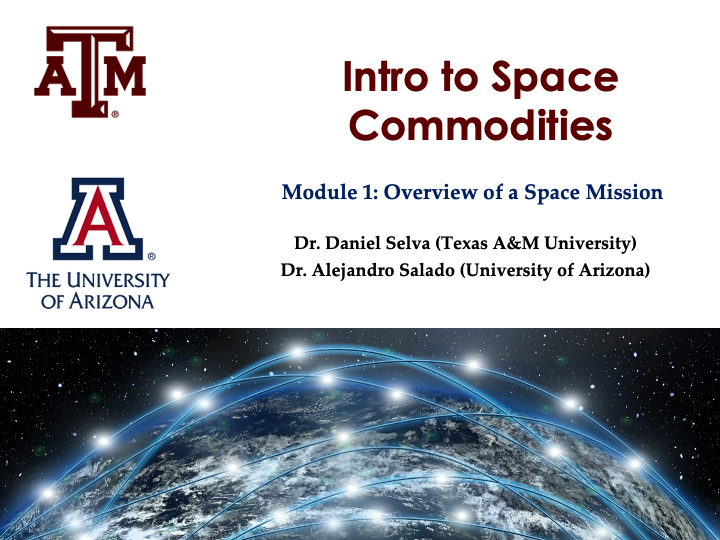 Intro to Space
Commodities
Module 1: Overview of a Space Mission
Dr. Daniel Selva (Texas A&M University)
Dr. Alejandro Salado (University of Arizona)
ATM
®
A
®
THE UNIVERSITY
OF ARIZONA